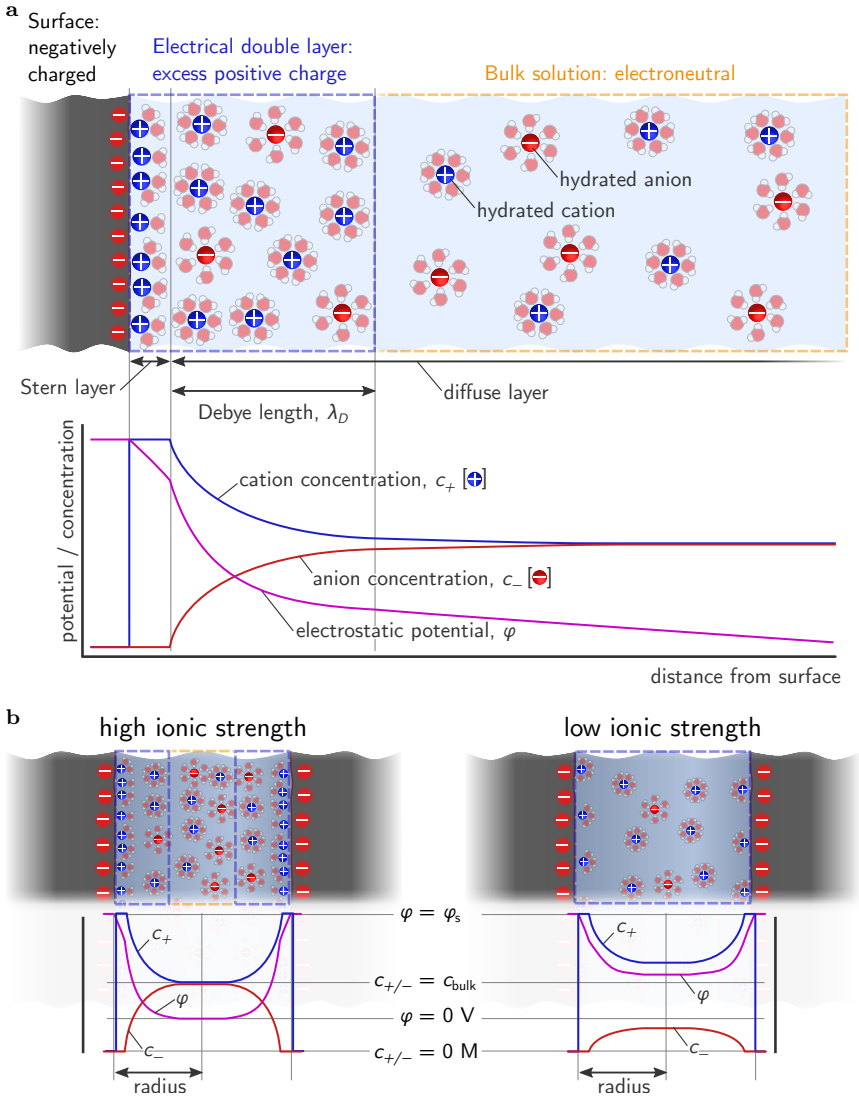 a
Surface:
negatively
charged
Electrical double layer:
excess positive charge
Bulk solution: electroneutral
hydrated anion
hydrated cation
Stern layer
diffuse layer
Debye length, λD
cation concentration, c+ [+]
anion concentration, c− [−]
electrostatic potential, φ
potential / concentration
distance from surface
b
high ionic strength
low ionic strength
φ = φs
c+
c+
c+/− = cbulk
φ
φ
φ = 0 V
c−
c−
c+/− = 0 M
radius
radius